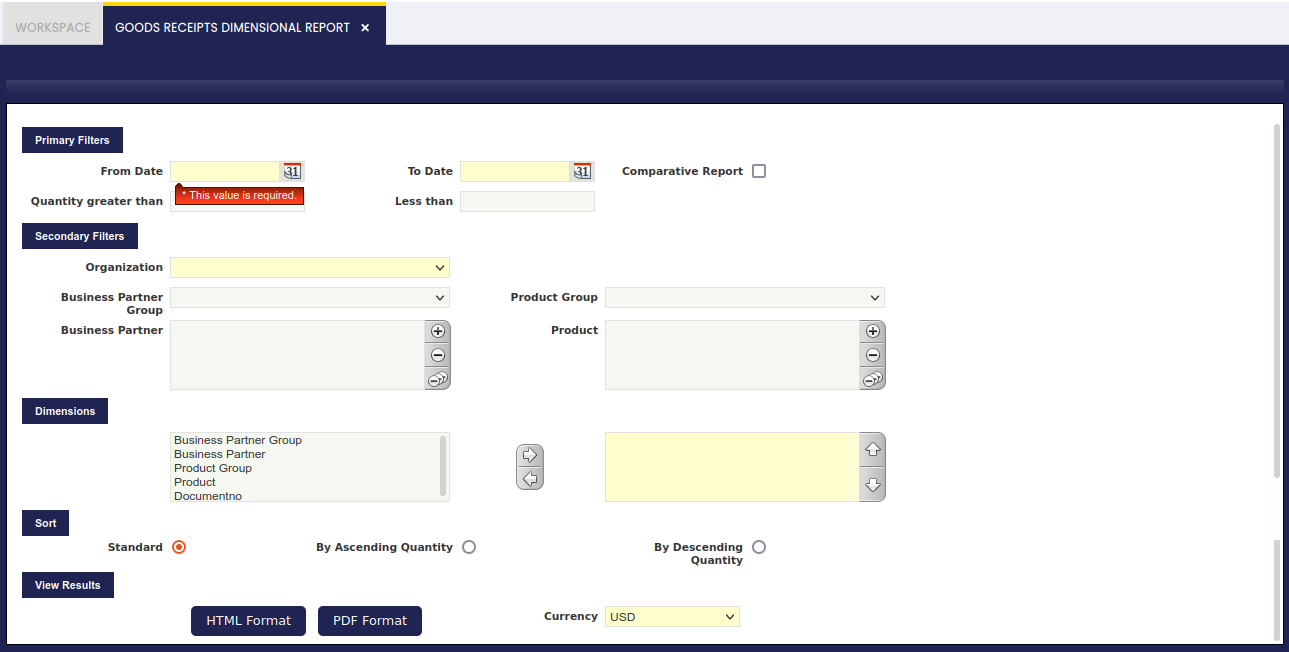 WORKSPACE
GOODS RECEIPTS DIMENSIONAL REPORT ×
Primary Filters
From Date 31 To Date 31 Comparative Report
* This value is required.
Quantity greater than Less than
Secondary Filters
Organization
Business Partner Group
Product Group
Business Partner Product
Dimensions
Business Partner Group
Business Partner
Product Group
Product
Documentno
Sort
Standard By Ascending Quantity By Descending
Quantity
View Results
HTML Format PDF Format Currency USD